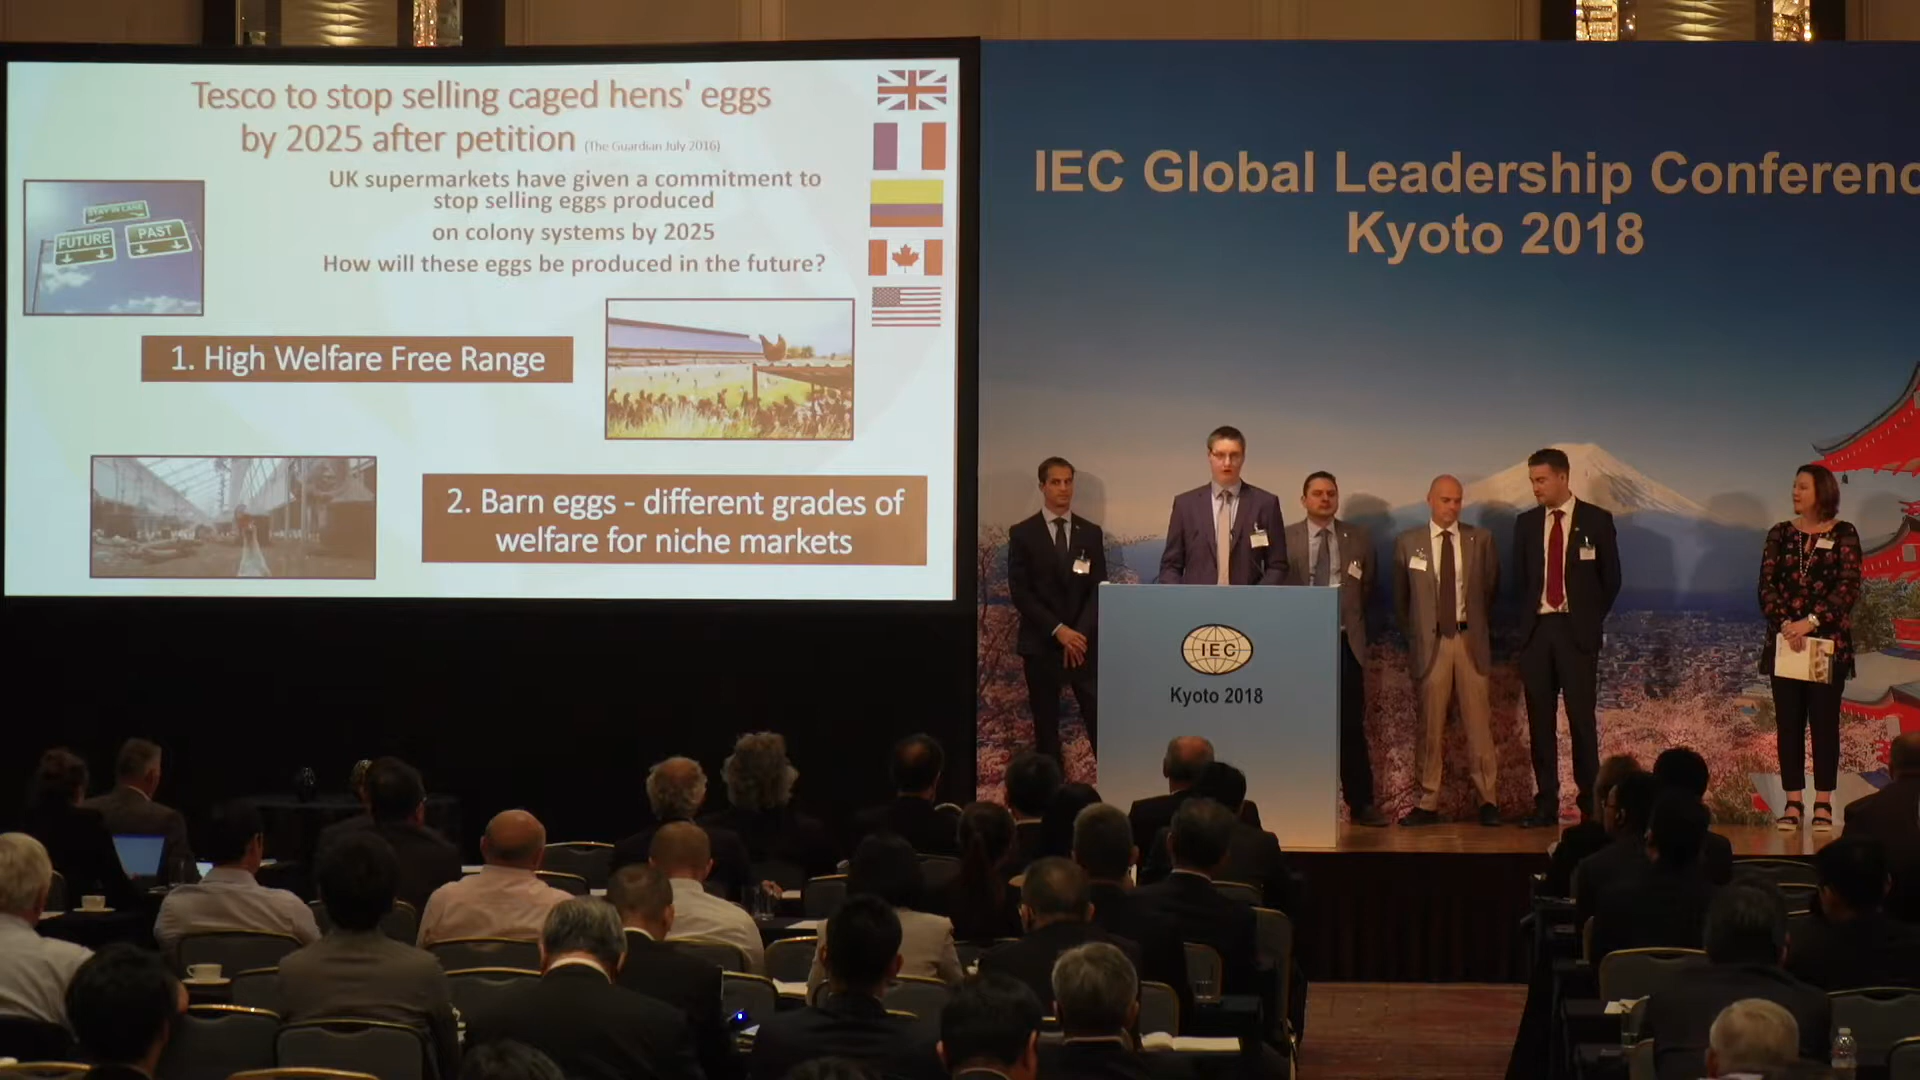 Tesco to stop selling caged hens' eggs
by 2025 after petition (The Guardian July 2016)
UK supermarkets have given a commitment to
stop selling eggs produced
on colony systems by 2025
How will these eggs be produced in the future?
STAY IN LANE
FUTURE
PAST
1. High Welfare Free Range
2. Barn eggs - different grades of
welfare for niche markets
IEC Global Leadership Conferenc
Kyoto 2018
IEC
Kyoto 2018